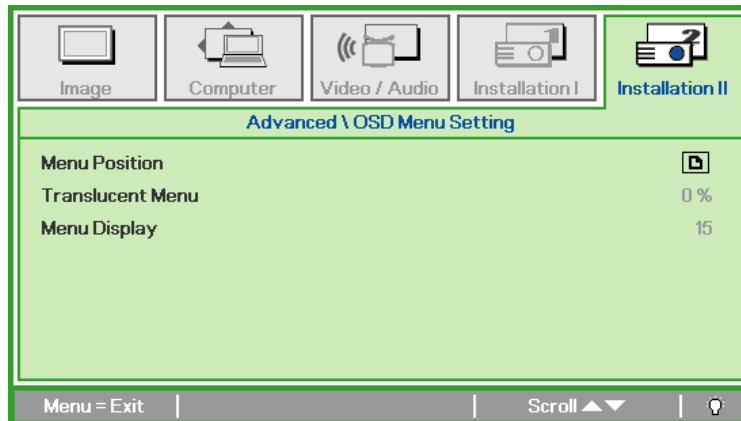 Image
Computer
Video / Audio
Installation I
Installation II
Advanced \ OSD Menu Setting
Menu Position
Translucent Menu 0 %
Menu Display 15
Menu = Exit Scroll ▲▼